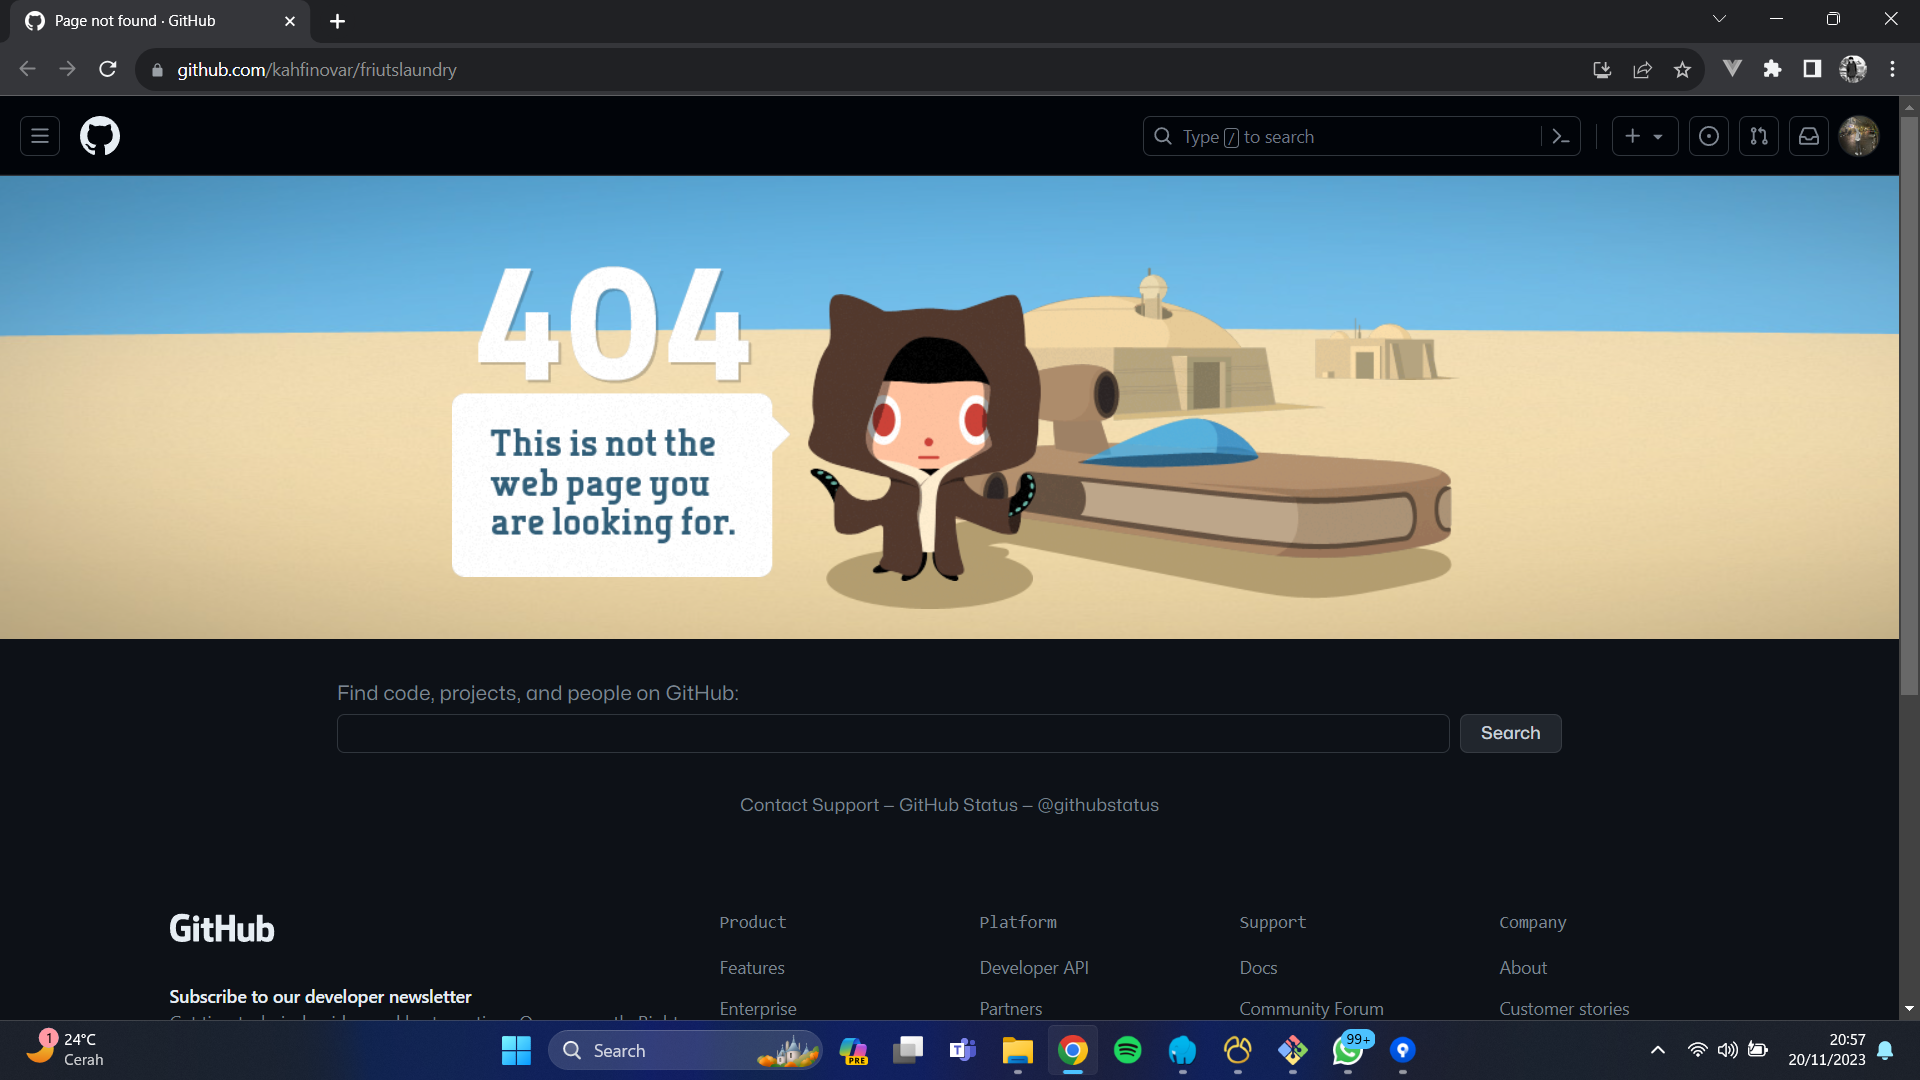 Page not found · GitHub
github.com/kahfinovar/friutslaundry
Type / to search
404
This is not the
web page you
are looking for.
Find code, projects, and people on GitHub:
Search
Contact Support — GitHub Status — @githubstatus
GitHub
Subscribe to our developer newsletter
Product
Features
Enterprise
Platform
Developer API
Partners
Support
Docs
Community Forum
Company
About
Customer stories
1
24°C
Cerah
Search
PRE
99+
20:57
20/11/2023